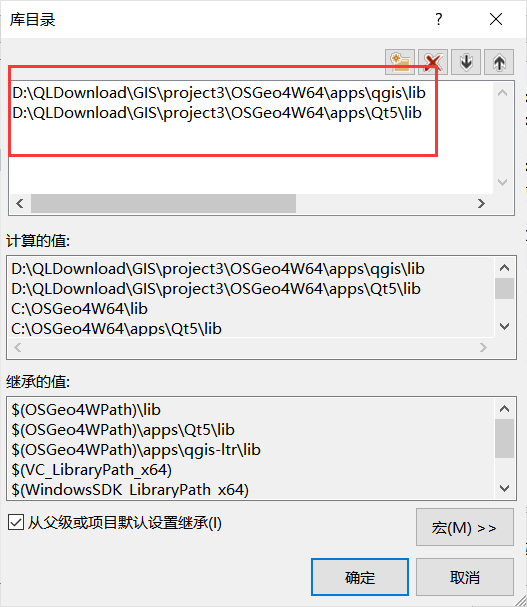 库目录
D:\QLDownload\GIS\project3\OSGeo4W64\apps\qgis\lib
D:\QLDownload\GIS\project3\OSGeo4W64\apps\Qt5\lib
计算的值:
D:\QLDownload\GIS\project3\OSGeo4W64\apps\qgis\lib
D:\QLDownload\GIS\project3\OSGeo4W64\apps\Qt5\lib
C:\OSGeo4W64\lib
C:\OSGeo4W64\apps\Qt5\lib
继承的值:
$(OSGeo4WPath)\lib
$(OSGeo4WPath)\apps\Qt5\lib
$(OSGeo4WPath)\apps\qgis-ltr\lib
$(VC_LibraryPath_x64)
$(WindowsSDK_LibraryPath_x64)
从父级或项目默认设置继承(I)
宏(M) >>
确定 取消